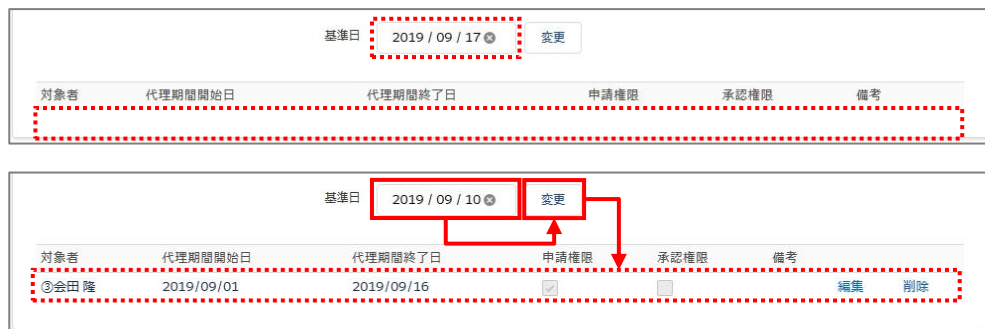 基準日 2019 / 09 / 17 変更
対象者 代理期間開始日 代理期間終了日 申請権限 承認権限 備考
基準日 2019 / 09 / 10 変更
対象者 代理期間開始日 代理期間終了日 申請権限 承認権限 備考
③会田 隆 2019/09/01 2019/09/16 編集 削除